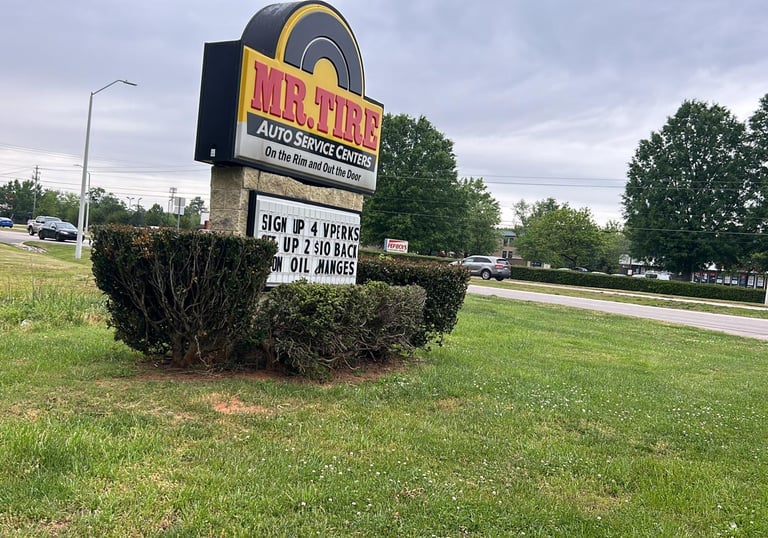 MR.TIRE
AUTO SERVICE CENTERS
On the Rim and Out the Door
SIGN UP 4 VPERKS
UP 2 $10 BACK
ON OIL HANGES